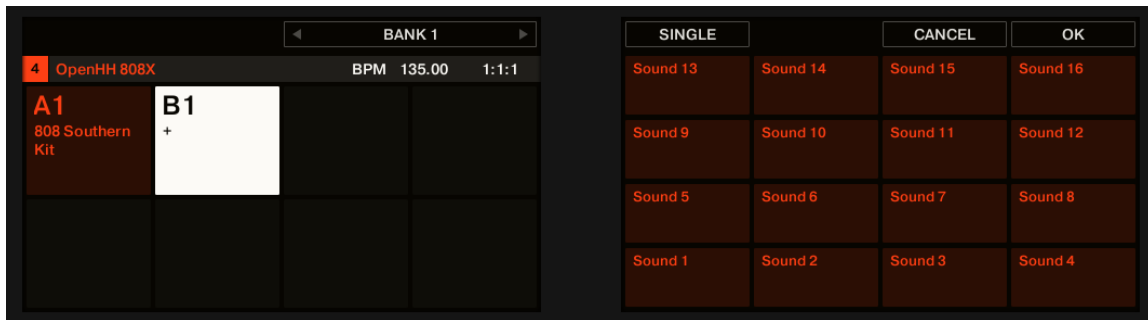 BANK 1
4 OpenHH 808X BPM 135.00 1:1:1
A1
808 Southern
Kit
B1
+
SINGLE CANCEL OK
Sound 13 Sound 14 Sound 15 Sound 16
Sound 9 Sound 10 Sound 11 Sound 12
Sound 5 Sound 6 Sound 7 Sound 8
Sound 1 Sound 2 Sound 3 Sound 4